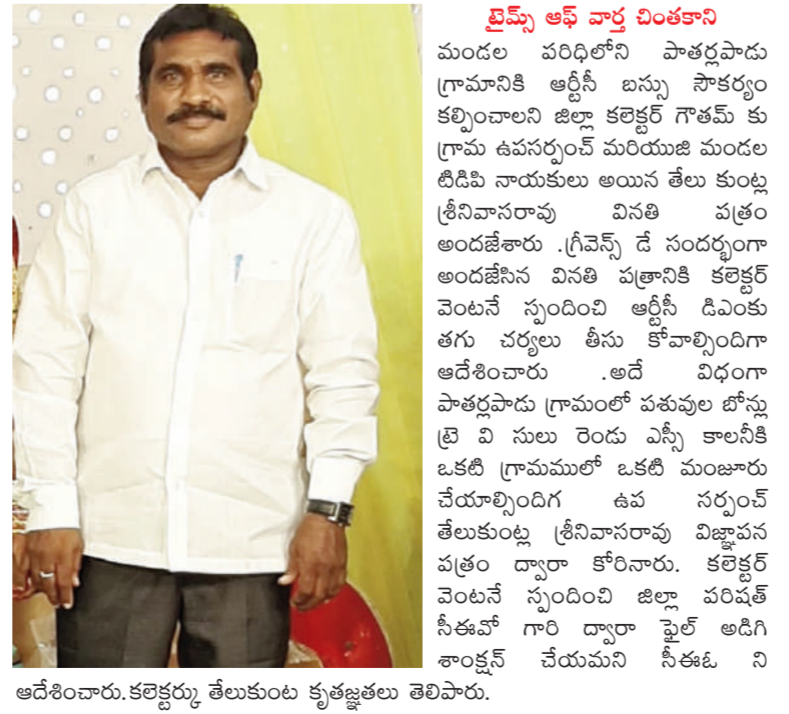 టైమ్స్ ఆఫ్ వార్త చింతకాని
మండల పరిధిలోని పాతర్లపాడు
గ్రామానికి ఆర్టీసీ బస్సు సౌకర్యం
కల్పించాలని జిల్లా కలెక్టర్ గౌతమ్ కు
గ్రామ ఉపసర్పంచ్ మరియుజి మండల
టిడిపి నాయకులు అయిన తేలు కుంట్ల
శ్రీనివాసరావు వినతి పత్రం
అందజేశారు .గ్రీవెన్స్ డే సందర్భంగా
అందజేసిన వినతి పత్రానికి కలెక్టర్
వెంటనే స్పందించి ఆర్టీసీ డిఎంకు
తగు చర్యలు తీసు కోవాల్సిందిగా
ఆదేశించారు .అదే విధంగా
పాతర్లపాడు గ్రామంలో పశువుల బోన్లు
ట్రె వి సులు రెండు ఎస్సీ కాలనీకి
ఒకటి గ్రామములో ఒకటి మంజూరు
చేయాల్సిందిగ ఉప సర్పంచ్
తేలుకుంట్ల శ్రీనివాసరావు విజ్ఞాపన
పత్రం ద్వారా కోరినారు. కలెక్టర్
వెంటనే స్పందించి జిల్లా పరిషత్
సీఈవో గారి ద్వారా ఫైల్ అడిగి
శాంక్షన్ చేయమని సీఈఓ ని
ఆదేశించారు.కలెక్టర్కు తేలుకుంట కృతజ్ఞతలు తెలిపారు.